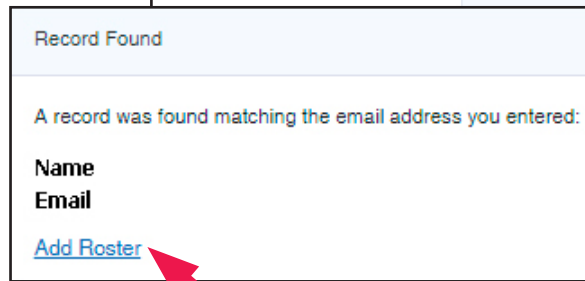 Record Found
A record was found matching the email address you entered:
Name
Email
Add Roster